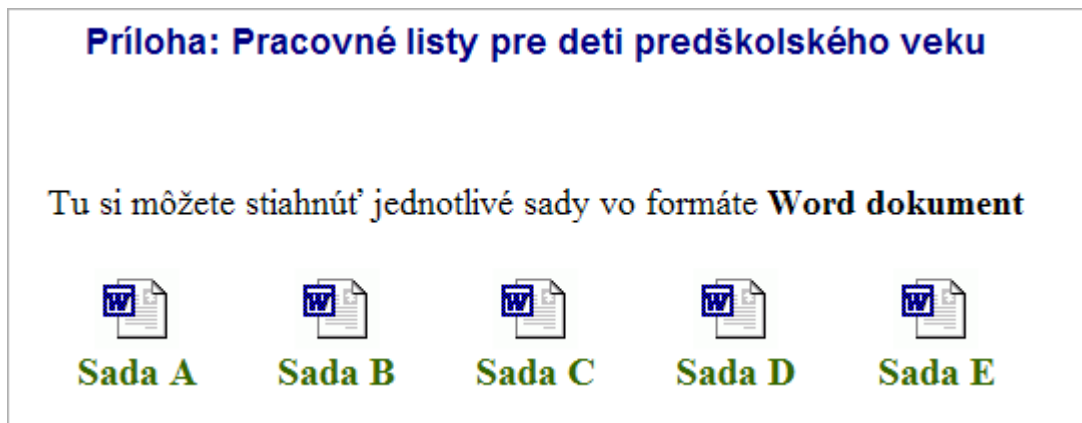 Príloha: Pracovné listy pre deti predškolského veku
Tu si môžete stiahnúť jednotlivé sady vo formáte Word dokument
W W W W W
Sada A Sada B Sada C Sada D Sada E